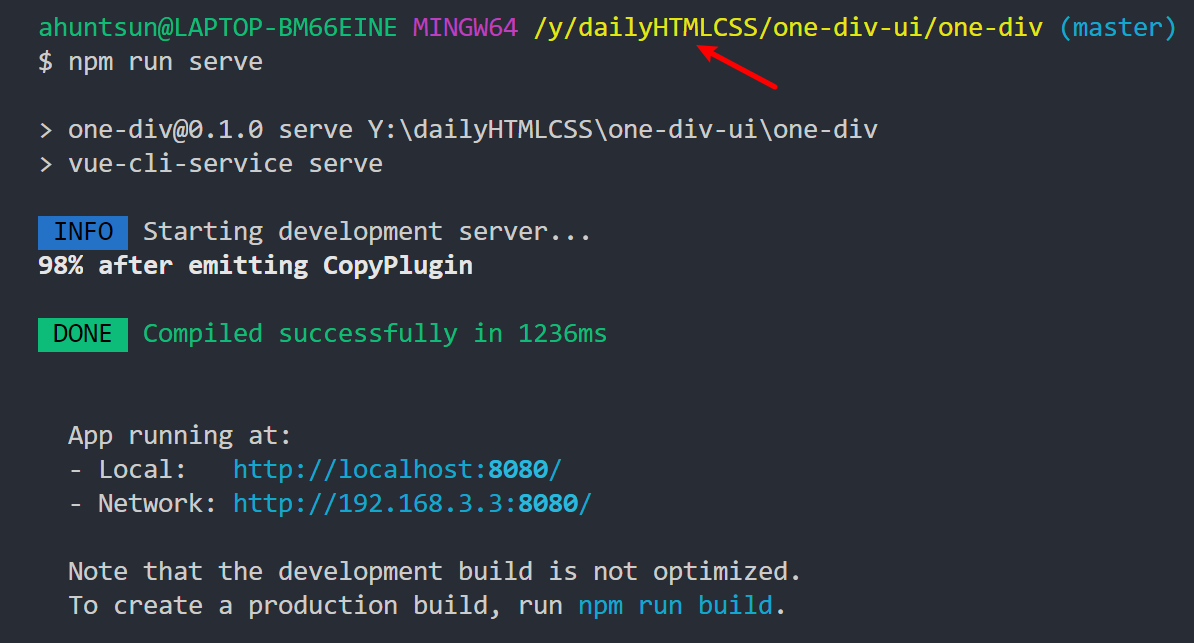 ahuntsun@LAPTOP-BM66EINE MINGW64 /y/dailyHTMLCSS/one-div-ui/one-div (master)
$ npm run serve
> one-div@0.1.0 serve Y:\dailyHTMLCSS\one-div-ui\one-div
> vue-cli-service serve
INFO Starting development server...
98% after emitting CopyPlugin
DONE Compiled successfully in 1236ms
App running at:
- Local: http://localhost:8080/
- Network: http://192.168.3.3:8080/
Note that the development build is not optimized.
To create a production build, run npm run build.